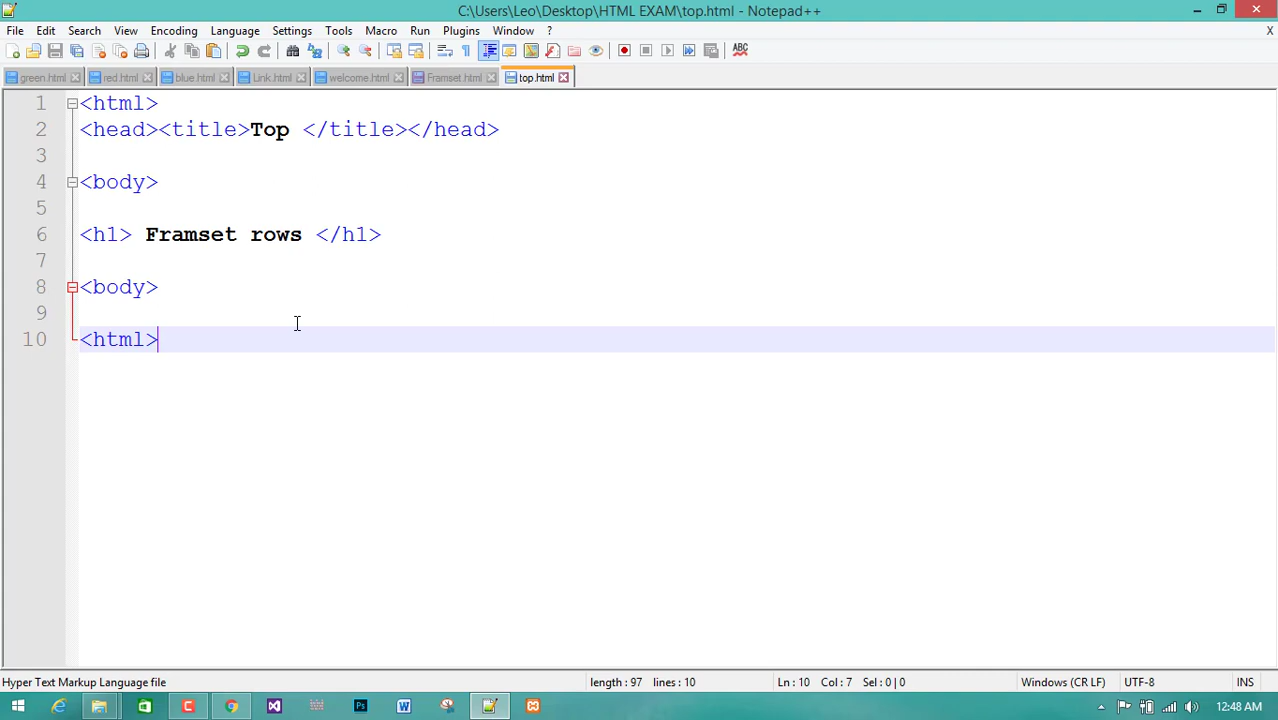 C:\Users\Leo\Desktop\HTML EXAM\top.html - Notepad++
File Edit Search View Encoding Language Settings Tools Macro Run Plugins Window ? X
green.html red.html blue.html Link.html welcome.html Framset.html top.html
1 <html>
2 <head><title>Top </title></head>
3
4 <body>
5
6 <h1> Framset rows </h1>
7
8 <body>
9
10 <html>
Hyper Text Markup Language file length : 97 lines : 10 Ln : 10 Col : 7 Sel : 0 | 0 Windows (CR LF) UTF-8 INS
12:48 AM